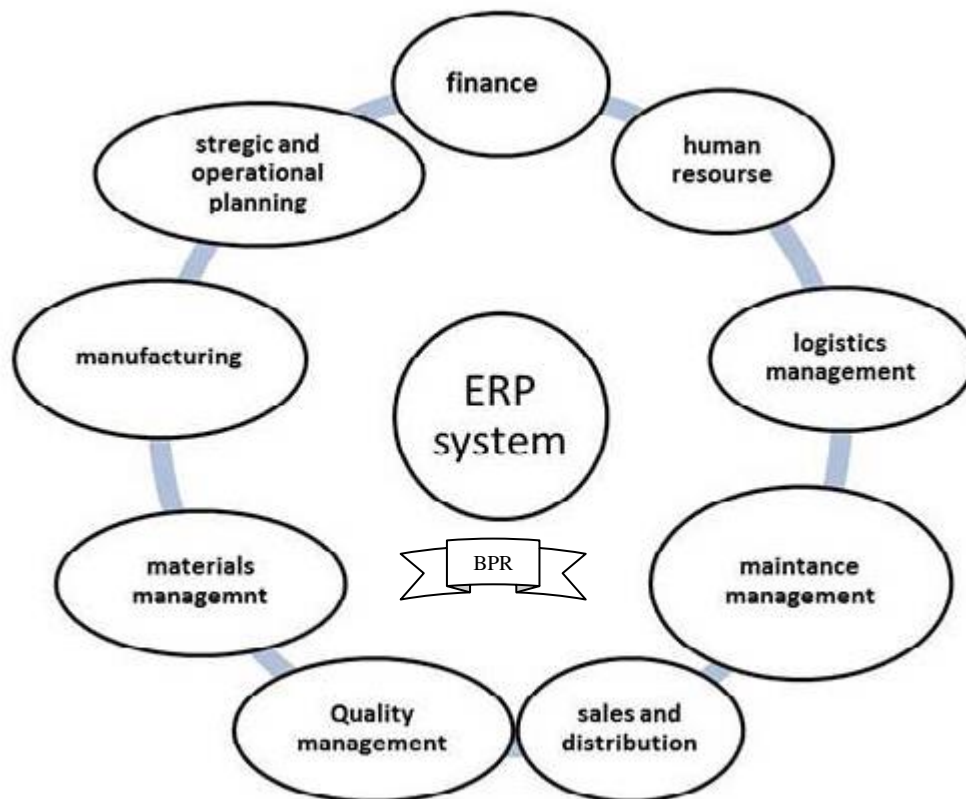 finance
human
resourse
logistics
management
maintance
management
sales and
distribution
Quality
management
materials
managemnt
manufacturing
stregic and
operational
planning
ERP
system
BPR